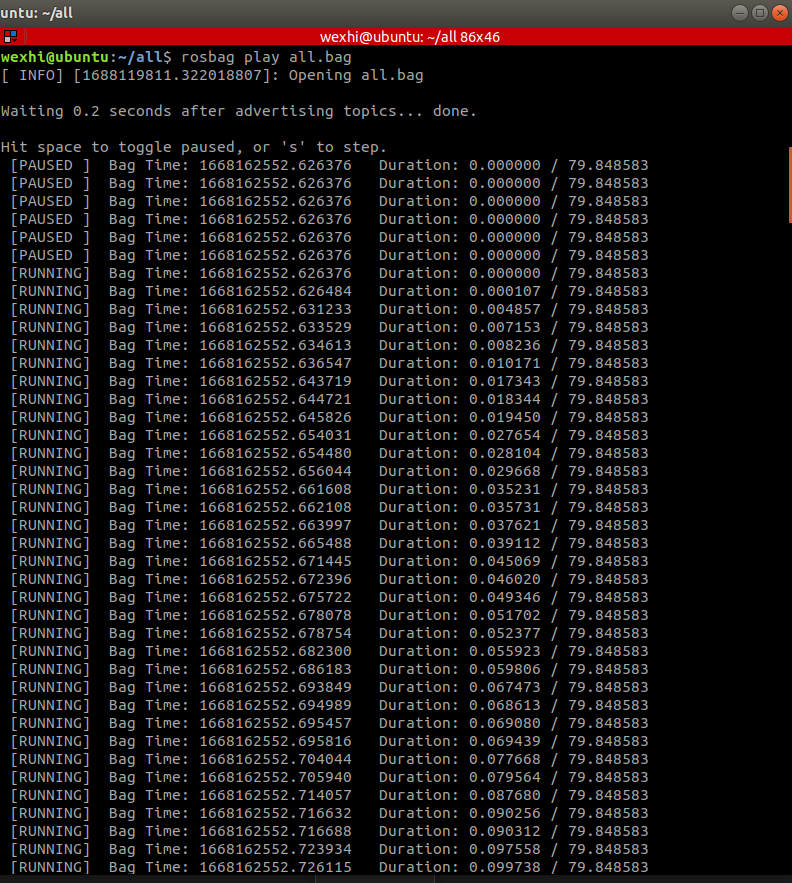 untu: ~/all
wexhi@ubuntu: ~/all 86x46
wexhi@ubuntu:~/all$ rosbag play all.bag
[ INFO] [1688119811.322018807]: Opening all.bag
Waiting 0.2 seconds after advertising topics... done.
Hit space to toggle paused, or 's' to step.
[PAUSED ]  Bag Time: 1668162552.626376   Duration: 0.000000 / 79.848583
[PAUSED ]  Bag Time: 1668162552.626376   Duration: 0.000000 / 79.848583
[PAUSED ]  Bag Time: 1668162552.626376   Duration: 0.000000 / 79.848583
[PAUSED ]  Bag Time: 1668162552.626376   Duration: 0.000000 / 79.848583
[PAUSED ]  Bag Time: 1668162552.626376   Duration: 0.000000 / 79.848583
[PAUSED ]  Bag Time: 1668162552.626376   Duration: 0.000000 / 79.848583
[RUNNING]  Bag Time: 1668162552.626376   Duration: 0.000000 / 79.848583
[RUNNING]  Bag Time: 1668162552.626484   Duration: 0.000107 / 79.848583
[RUNNING]  Bag Time: 1668162552.631233   Duration: 0.004857 / 79.848583
[RUNNING]  Bag Time: 1668162552.633529   Duration: 0.007153 / 79.848583
[RUNNING]  Bag Time: 1668162552.634613   Duration: 0.008236 / 79.848583
[RUNNING]  Bag Time: 1668162552.636547   Duration: 0.010171 / 79.848583
[RUNNING]  Bag Time: 1668162552.643719   Duration: 0.017343 / 79.848583
[RUNNING]  Bag Time: 1668162552.644721   Duration: 0.018344 / 79.848583
[RUNNING]  Bag Time: 1668162552.645826   Duration: 0.019450 / 79.848583
[RUNNING]  Bag Time: 1668162552.654031   Duration: 0.027654 / 79.848583
[RUNNING]  Bag Time: 1668162552.654480   Duration: 0.028104 / 79.848583
[RUNNING]  Bag Time: 1668162552.656044   Duration: 0.029668 / 79.848583
[RUNNING]  Bag Time: 1668162552.661608   Duration: 0.035231 / 79.848583
[RUNNING]  Bag Time: 1668162552.662108   Duration: 0.035731 / 79.848583
[RUNNING]  Bag Time: 1668162552.663997   Duration: 0.037621 / 79.848583
[RUNNING]  Bag Time: 1668162552.665488   Duration: 0.039112 / 79.848583
[RUNNING]  Bag Time: 1668162552.671445   Duration: 0.045069 / 79.848583
[RUNNING]  Bag Time: 1668162552.672396   Duration: 0.046020 / 79.848583
[RUNNING]  Bag Time: 1668162552.675722   Duration: 0.049346 / 79.848583
[RUNNING]  Bag Time: 1668162552.678078   Duration: 0.051702 / 79.848583
[RUNNING]  Bag Time: 1668162552.678754   Duration: 0.052377 / 79.848583
[RUNNING]  Bag Time: 1668162552.682300   Duration: 0.055923 / 79.848583
[RUNNING]  Bag Time: 1668162552.686183   Duration: 0.059806 / 79.848583
[RUNNING]  Bag Time: 1668162552.693849   Duration: 0.067473 / 79.848583
[RUNNING]  Bag Time: 1668162552.694989   Duration: 0.068613 / 79.848583
[RUNNING]  Bag Time: 1668162552.695457   Duration: 0.069080 / 79.848583
[RUNNING]  Bag Time: 1668162552.695816   Duration: 0.069439 / 79.848583
[RUNNING]  Bag Time: 1668162552.704044   Duration: 0.077668 / 79.848583
[RUNNING]  Bag Time: 1668162552.705940   Duration: 0.079564 / 79.848583
[RUNNING]  Bag Time: 1668162552.714057   Duration: 0.087680 / 79.848583
[RUNNING]  Bag Time: 1668162552.716632   Duration: 0.090256 / 79.848583
[RUNNING]  Bag Time: 1668162552.716688   Duration: 0.090312 / 79.848583
[RUNNING]  Bag Time: 1668162552.723934   Duration: 0.097558 / 79.848583
[RUNNING]  Bag Time: 1668162552.726115   Duration: 0.099738 / 79.848583